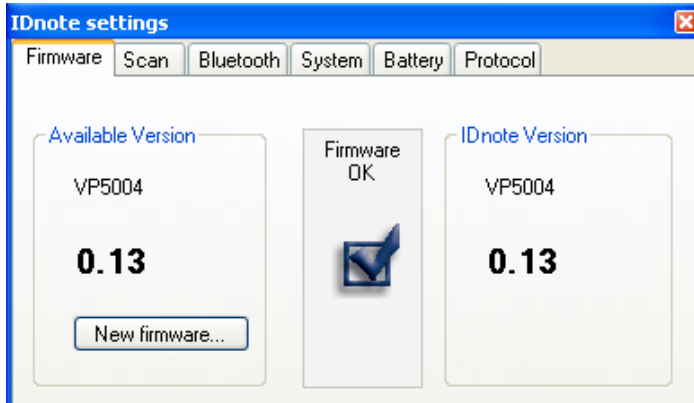 IDnote settings
Firmware Scan Bluetooth System Battery Protocol
Available Version
VP5004
0.13
New firmware...
Firmware
OK
IDnote Version
VP5004
0.13